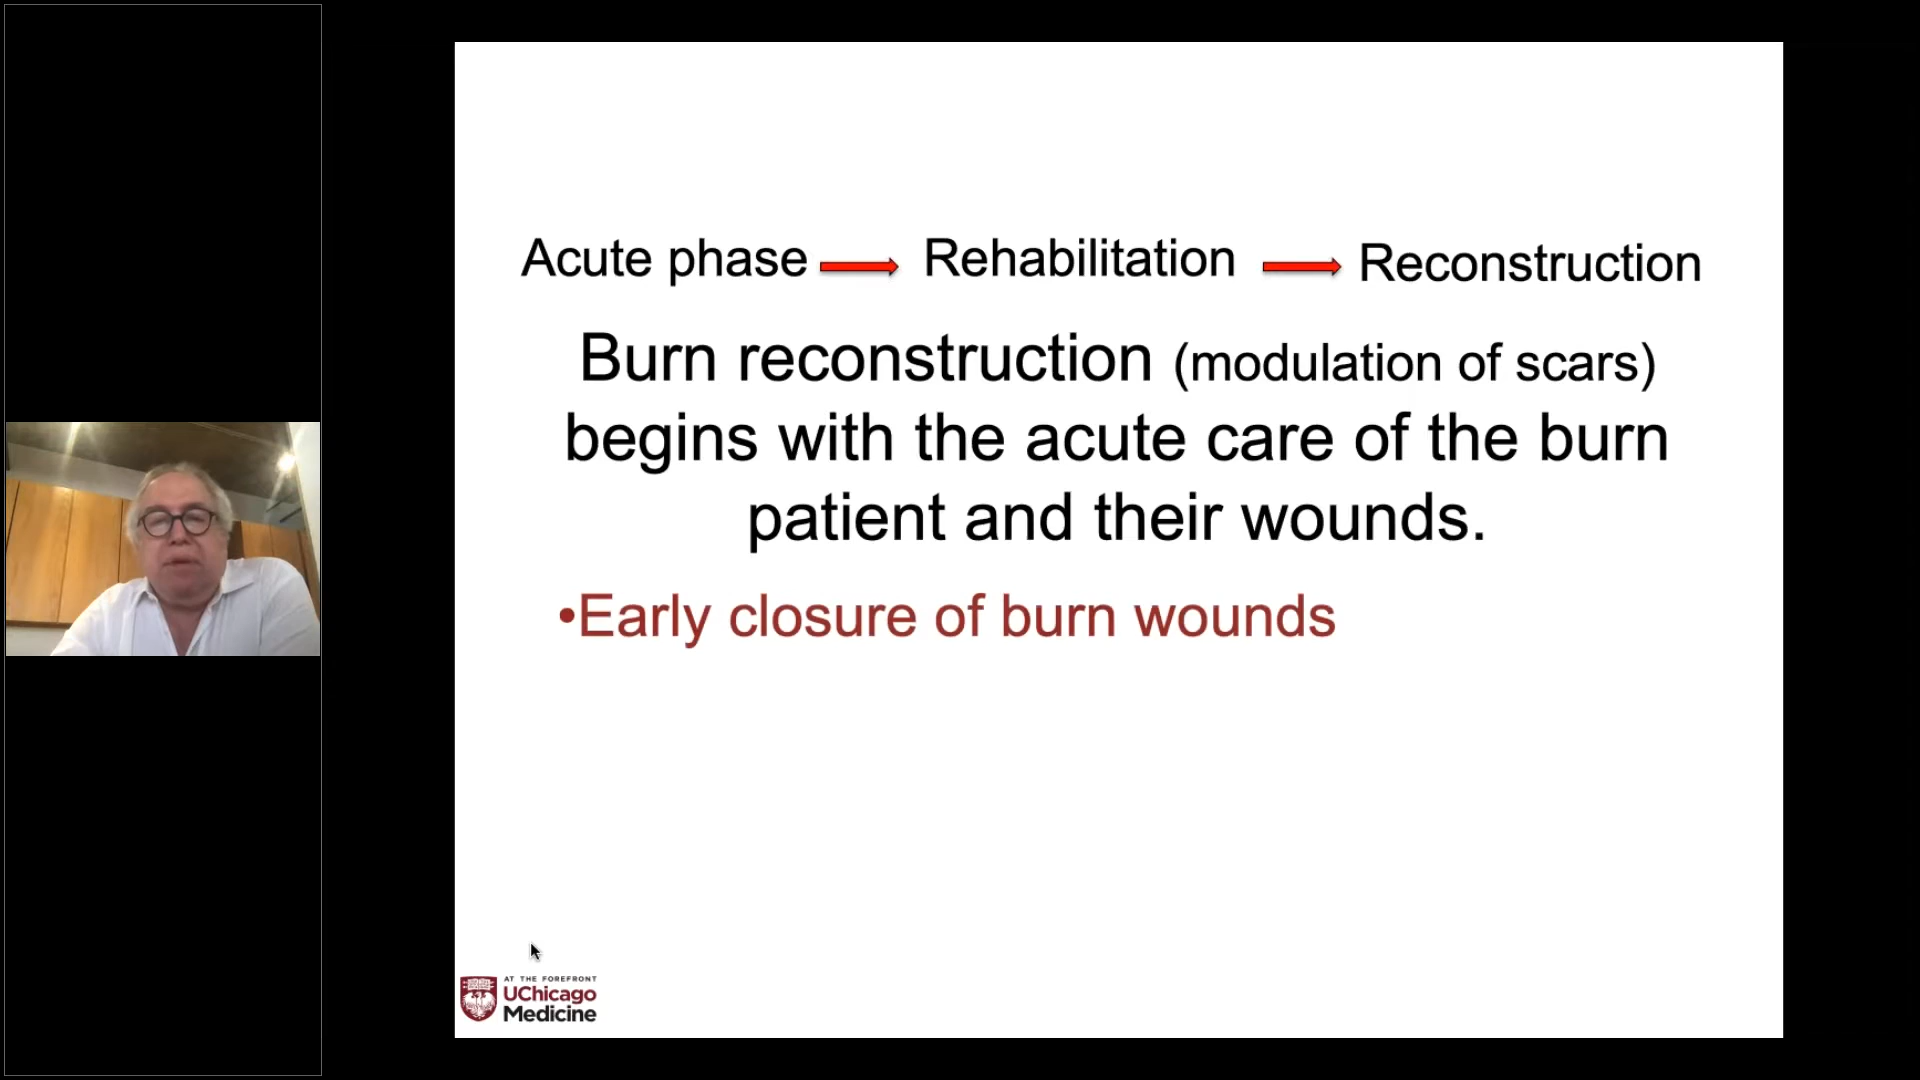 Acute phase Rehabilitation Reconstruction
Burn reconstruction (modulation of scars)
begins with the acute care of the burn
patient and their wounds.
•Early closure of burn wounds
AT THE FOREFRONT
UChicago
Medicine